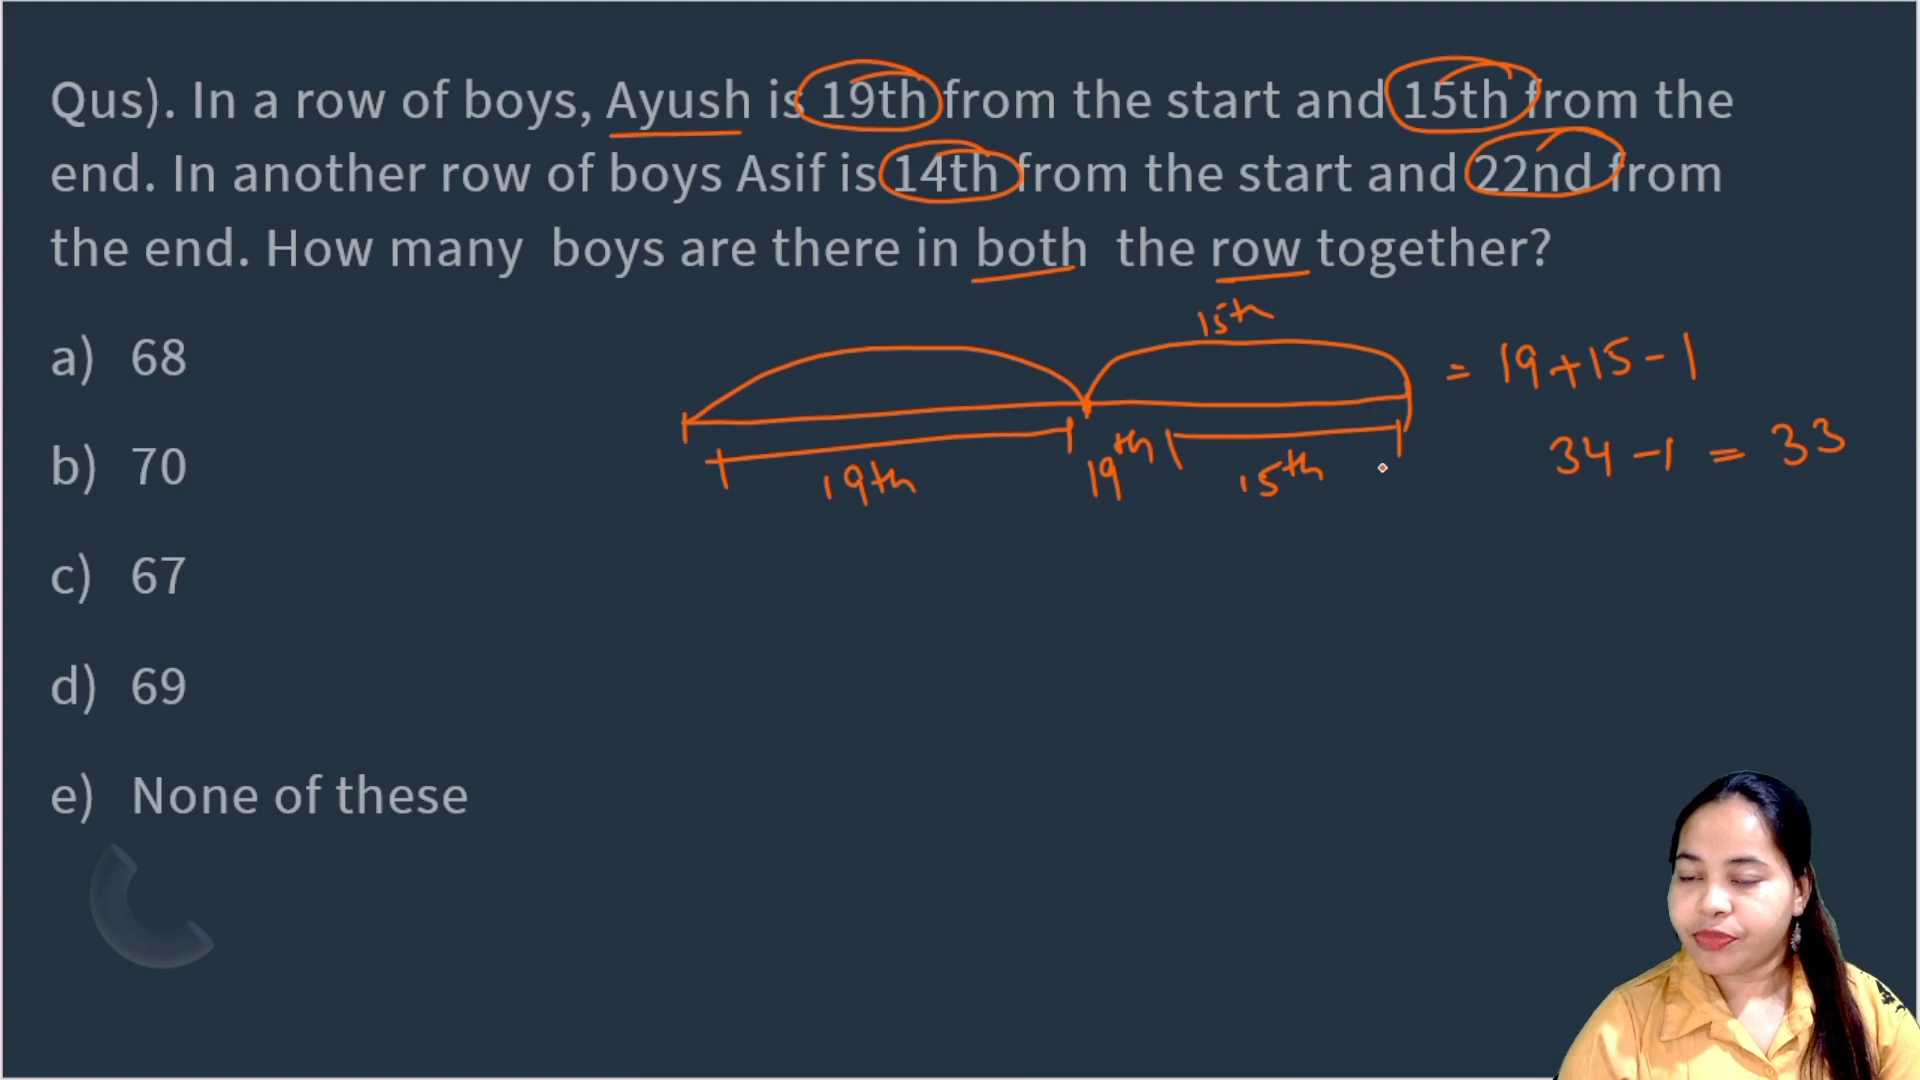 Qus). In a row of boys, Ayush is 19th from the start and 15th from the
end. In another row of boys Asif is 14th from the start and 22nd from
the end. How many boys are there in both the row together?
a) 68
b) 70
c) 67
d) 69
e) None of these
15th
= 19+15-1
19th
19th
15th
34-1 = 33